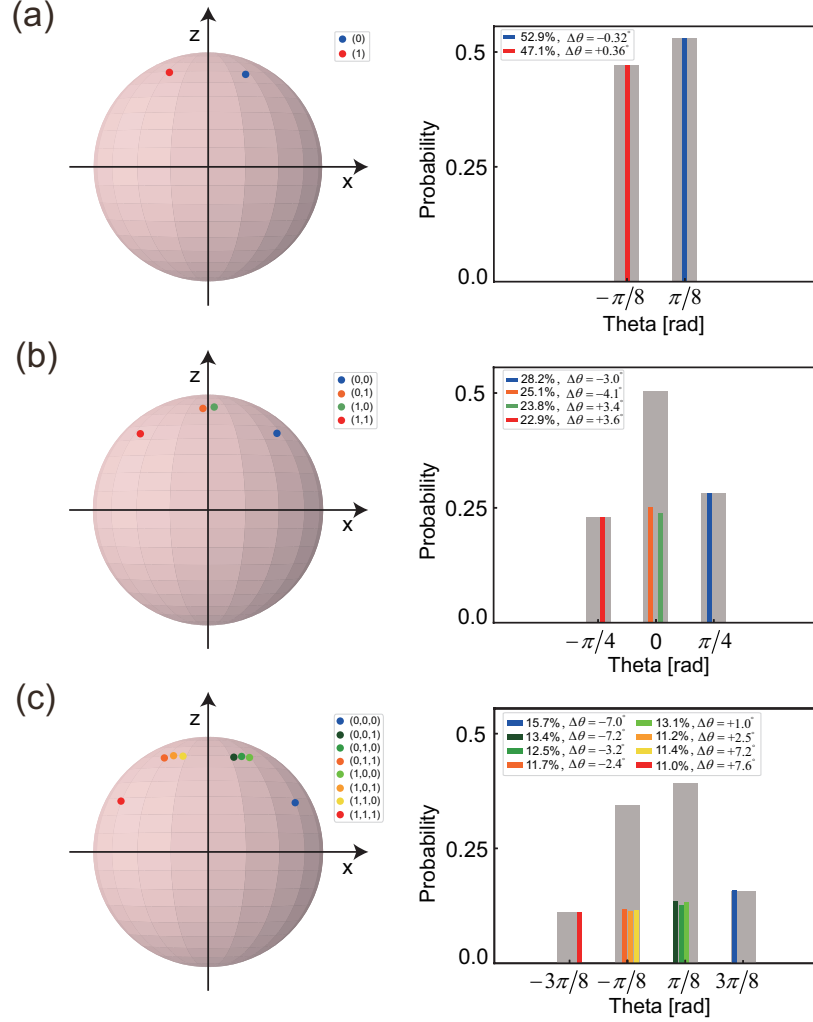 (a)
z
x
(0)
(1)
Probability
0.5
0.25
0.0
52.9%, Δθ = −0.32°
47.1%, Δθ = +0.36°
−π/8 π/8
Theta [rad]
(b)
z
x
(0,0)
(0,1)
(1,0)
(1,1)
Probability
0.5
0.25
0.0
28.2%, Δθ = −3.0°
25.1%, Δθ = −4.1°
23.8%, Δθ = +3.4°
22.9%, Δθ = +3.6°
−π/4 0 π/4
Theta [rad]
(c)
z
x
(0,0,0)
(0,0,1)
(0,1,0)
(0,1,1)
(1,0,0)
(1,0,1)
(1,1,0)
(1,1,1)
Probability
0.5
0.25
0.0
15.7%, Δθ = −7.0° 13.1%, Δθ = +1.0°
13.4%, Δθ = −7.2° 11.2%, Δθ = +2.5°
12.5%, Δθ = −3.2° 11.4%, Δθ = +7.2°
11.7%, Δθ = −2.4° 11.0%, Δθ = +7.6°
−3π/8 −π/8 π/8 3π/8
Theta [rad]